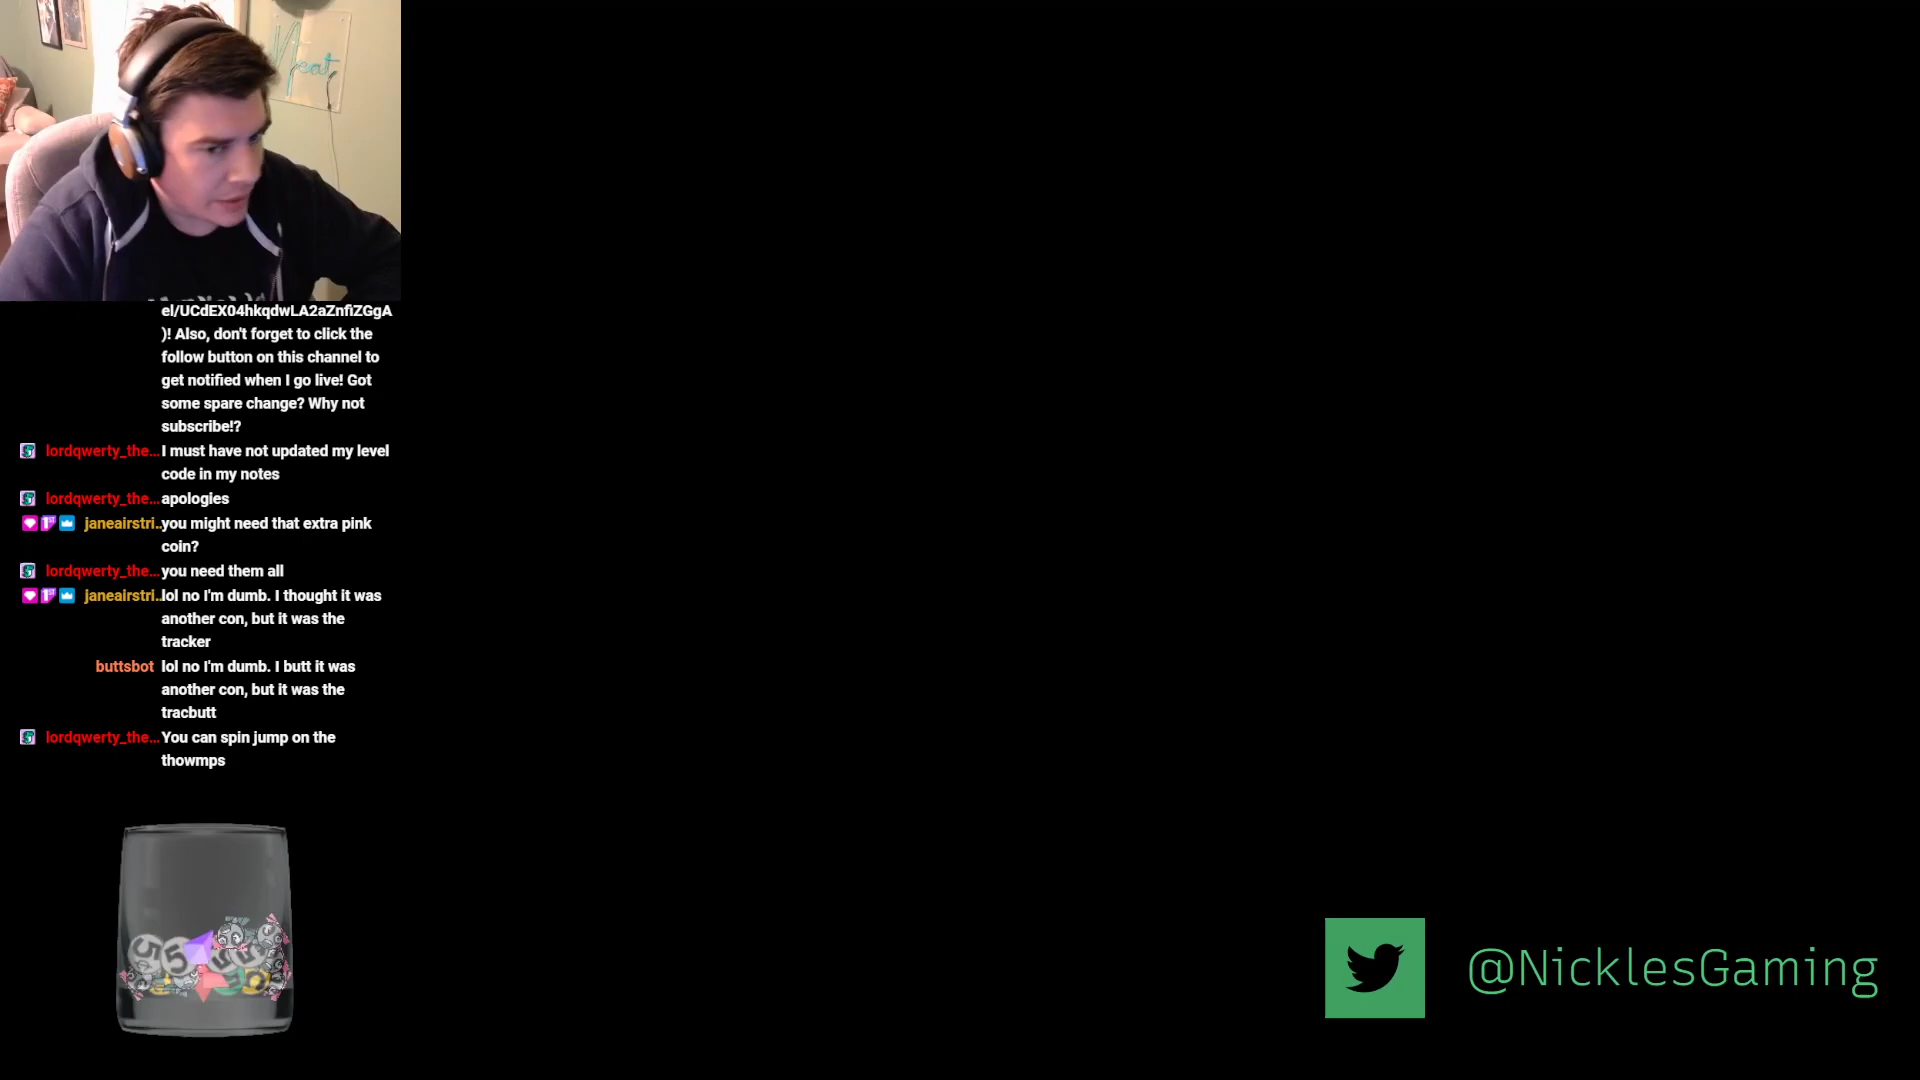 Neat
el/UCdEX04hkqdwLA2aZnfiZGgA
)! Also, don't forget to click the
follow button on this channel to
get notified when I go live! Got
some spare change? Why not
subscribe!?
lordqwerty_the... I must have not updated my level
code in my notes
lordqwerty_the... apologies
janeairstri.. you might need that extra pink
coin?
lordqwerty_the... you need them all
janeairstri.. lol no I'm dumb. I thought it was
another con, but it was the
tracker
buttsbot lol no I'm dumb. I butt it was
another con, but it was the
tracbutt
lordqwerty_the... You can spin jump on the
thowmps
5 5
@NicklesGaming